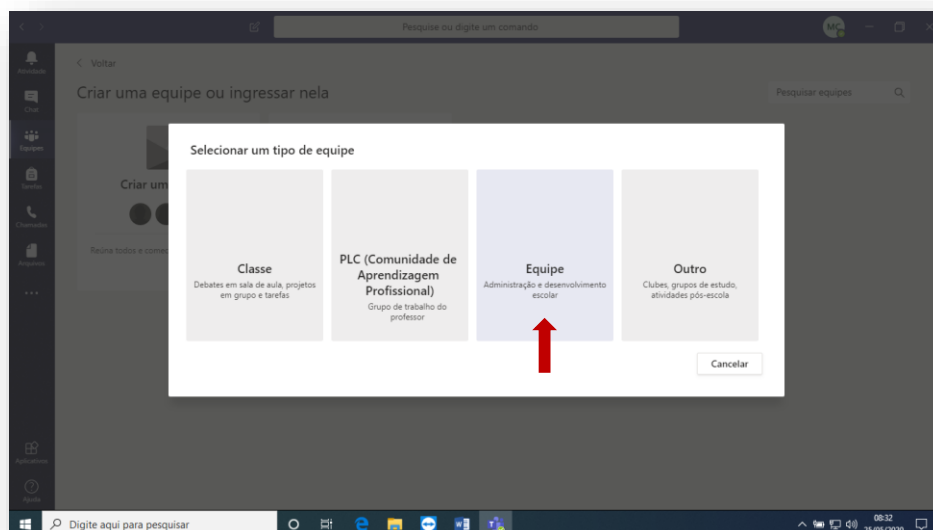 Pesquise ou digite um comando
MC
Atividade
Chat
Equipes
Tarefas
Chamadas
Arquivos
Aplicativos
Ajuda
Voltar
Criar uma equipe ou ingressar nela
Pesquisar equipes
Criar um
Reúna todos e comec
Selecionar um tipo de equipe
Classe
Debates em sala de aula, projetos
em grupo e tarefas
PLC (Comunidade de
Aprendizagem
Profissional)
Grupo de trabalho do
professor
Equipe
Administração e desenvolvimento
escolar
Outro
Clubes, grupos de estudo,
atividades pós-escola
Cancelar
Digite aqui para pesquisar
08:32
25/05/2020